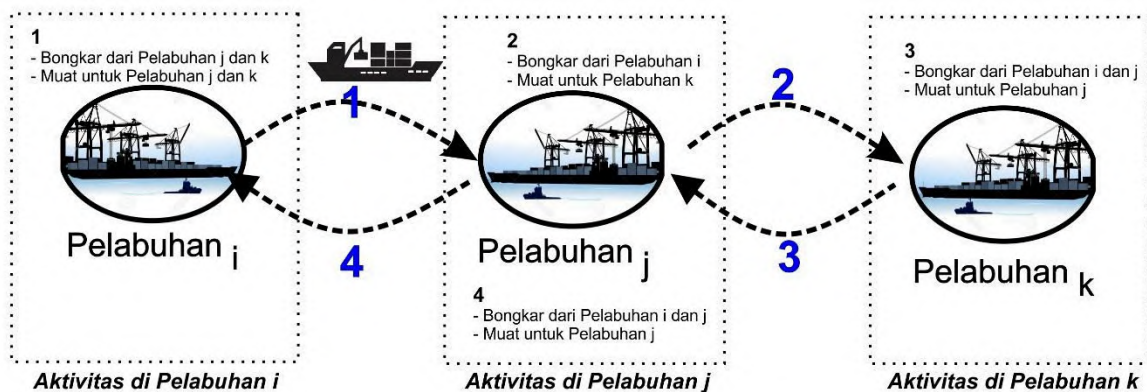 1
- Bongkar dari Pelabuhan j dan k
- Muat untuk Pelabuhan j dan k
Pelabuhan i
Aktivitas di Pelabuhan i
1
4
2
- Bongkar dari Pelabuhan i
- Muat untuk Pelabuhan k
Pelabuhan j
4
- Bongkar dari Pelabuhan i dan j
- Muat untuk Pelabuhan j
Aktivitas di Pelabuhan j
2
3
3
- Bongkar dari Pelabuhan i dan j
- Muat untuk Pelabuhan j
Pelabuhan k
Aktivitas di Pelabuhan k